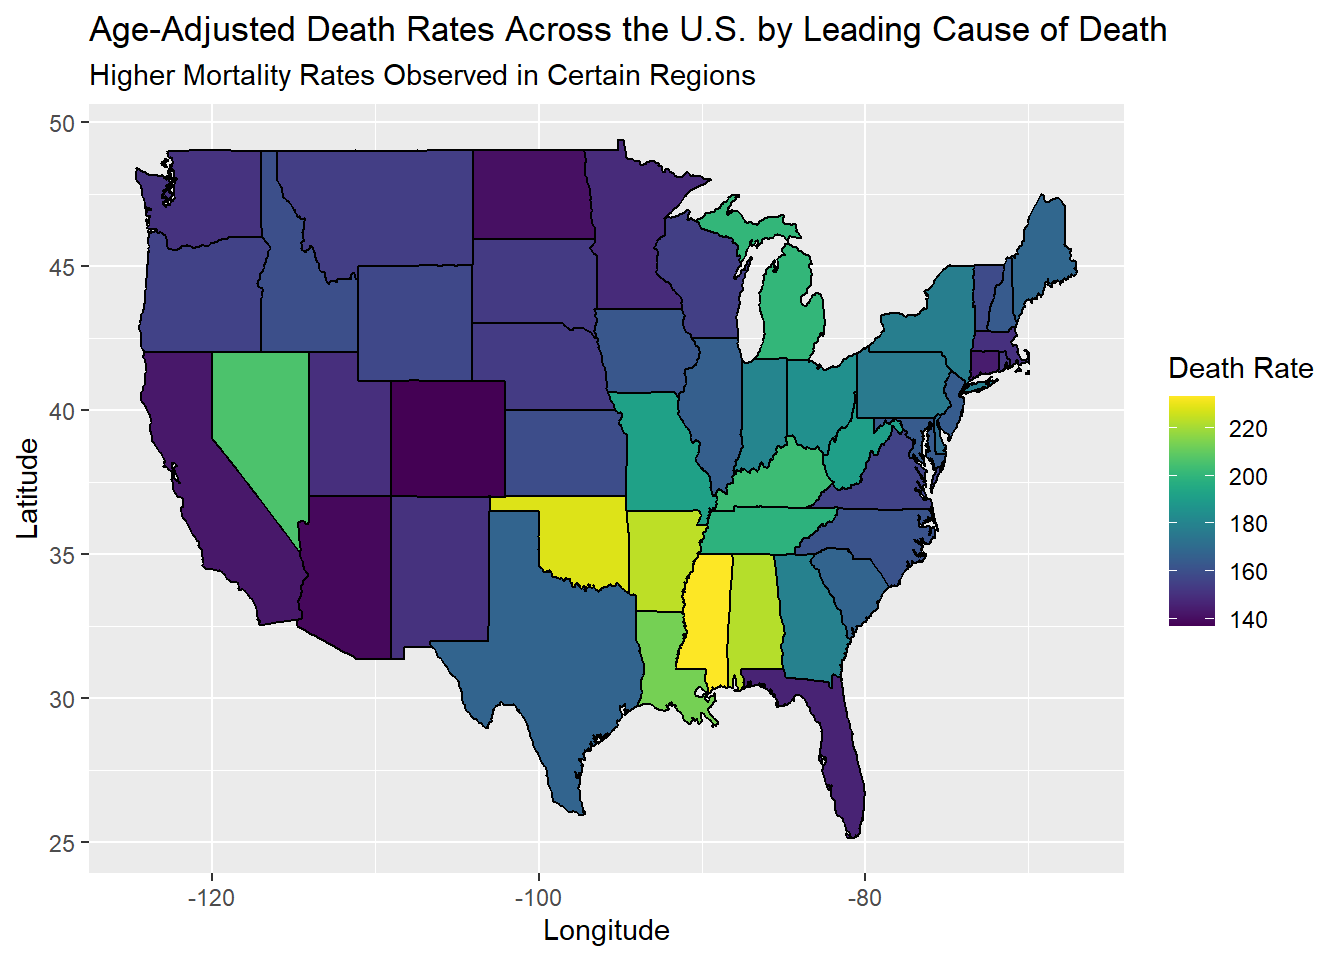 Age-Adjusted Death Rates Across the U.S. by Leading Cause of Death
Higher Mortality Rates Observed in Certain Regions
50
45
40
35
30
25
Latitude
-120
-100
-80
Longitude
Death Rate
220
200
180
160
140